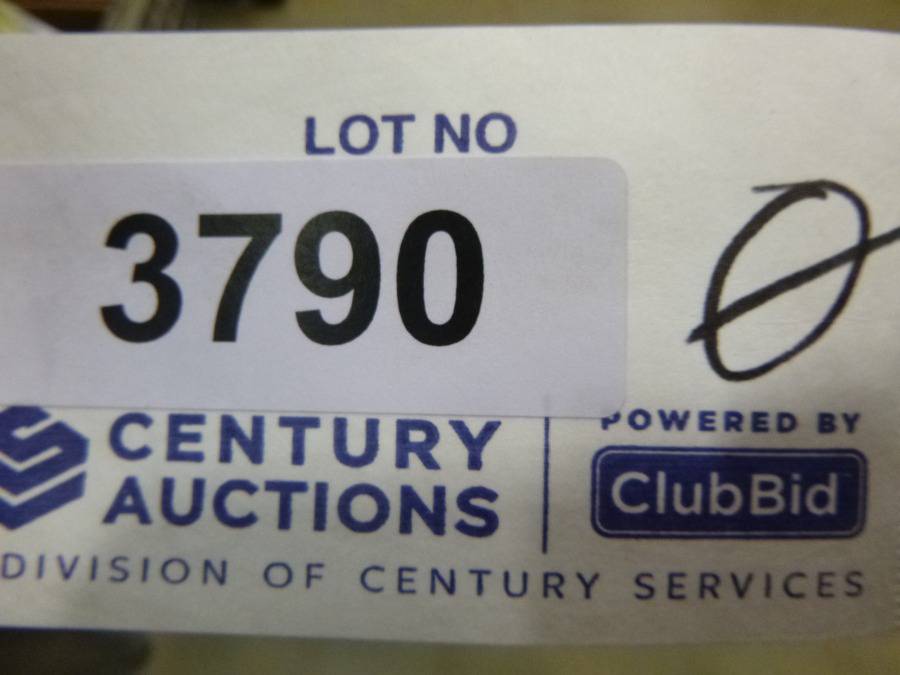 LOT NO
3790
Ø
CENTURY
AUCTIONS
DIVISION OF CENTURY SERVICES
POWERED BY
ClubBid